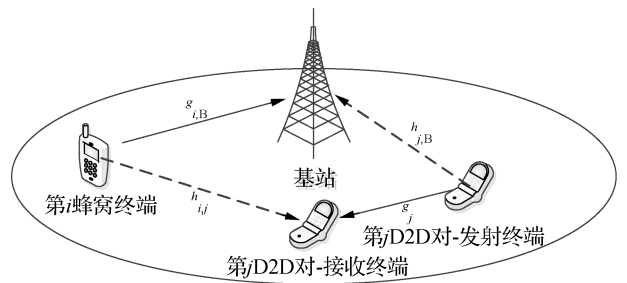 g i,B
h j,B
基站
第i蜂窝终端
h i,j
g j
第jD2D对-发射终端
第jD2D对-接收终端